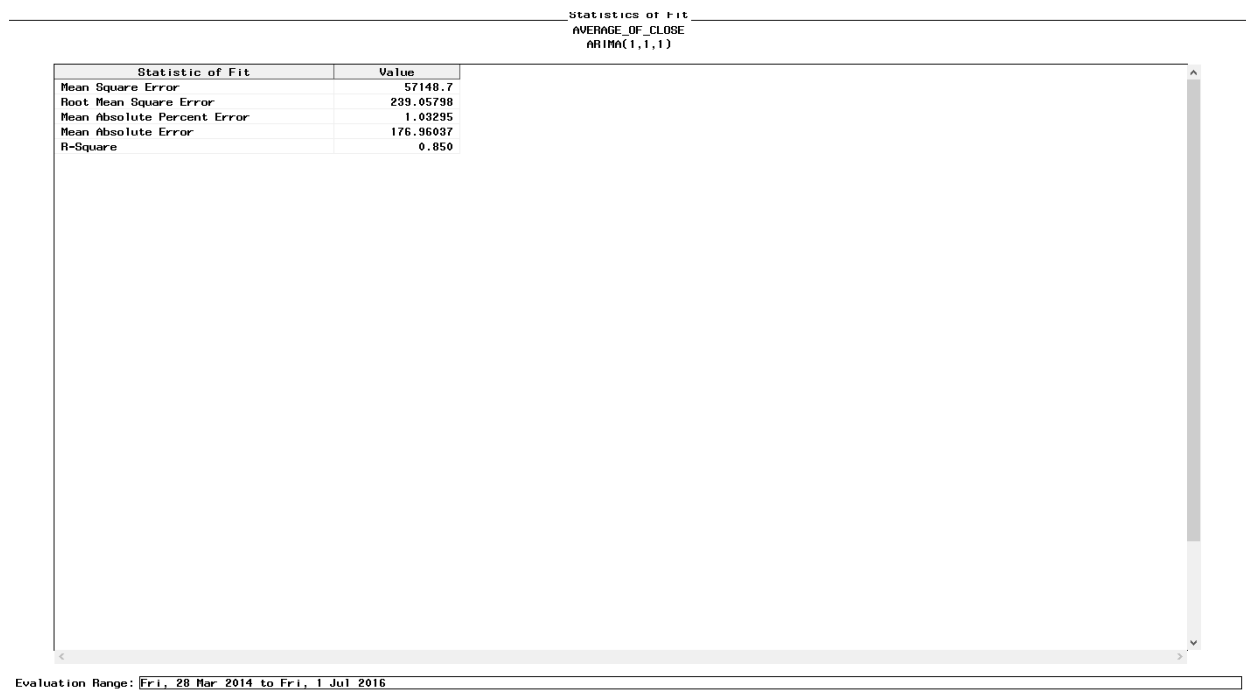 Statistics of Fit
AVERAGE_OF_CLOSE
ARIMA(1,1,1)
Statistic of Fit Value
Mean Square Error 57148.7
Root Mean Square Error 239.05798
Mean Absolute Percent Error 1.03295
Mean Absolute Error 176.96037
R-Square 0.850
Evaluation Range: Fri, 28 Mar 2014 to Fri, 1 Jul 2016